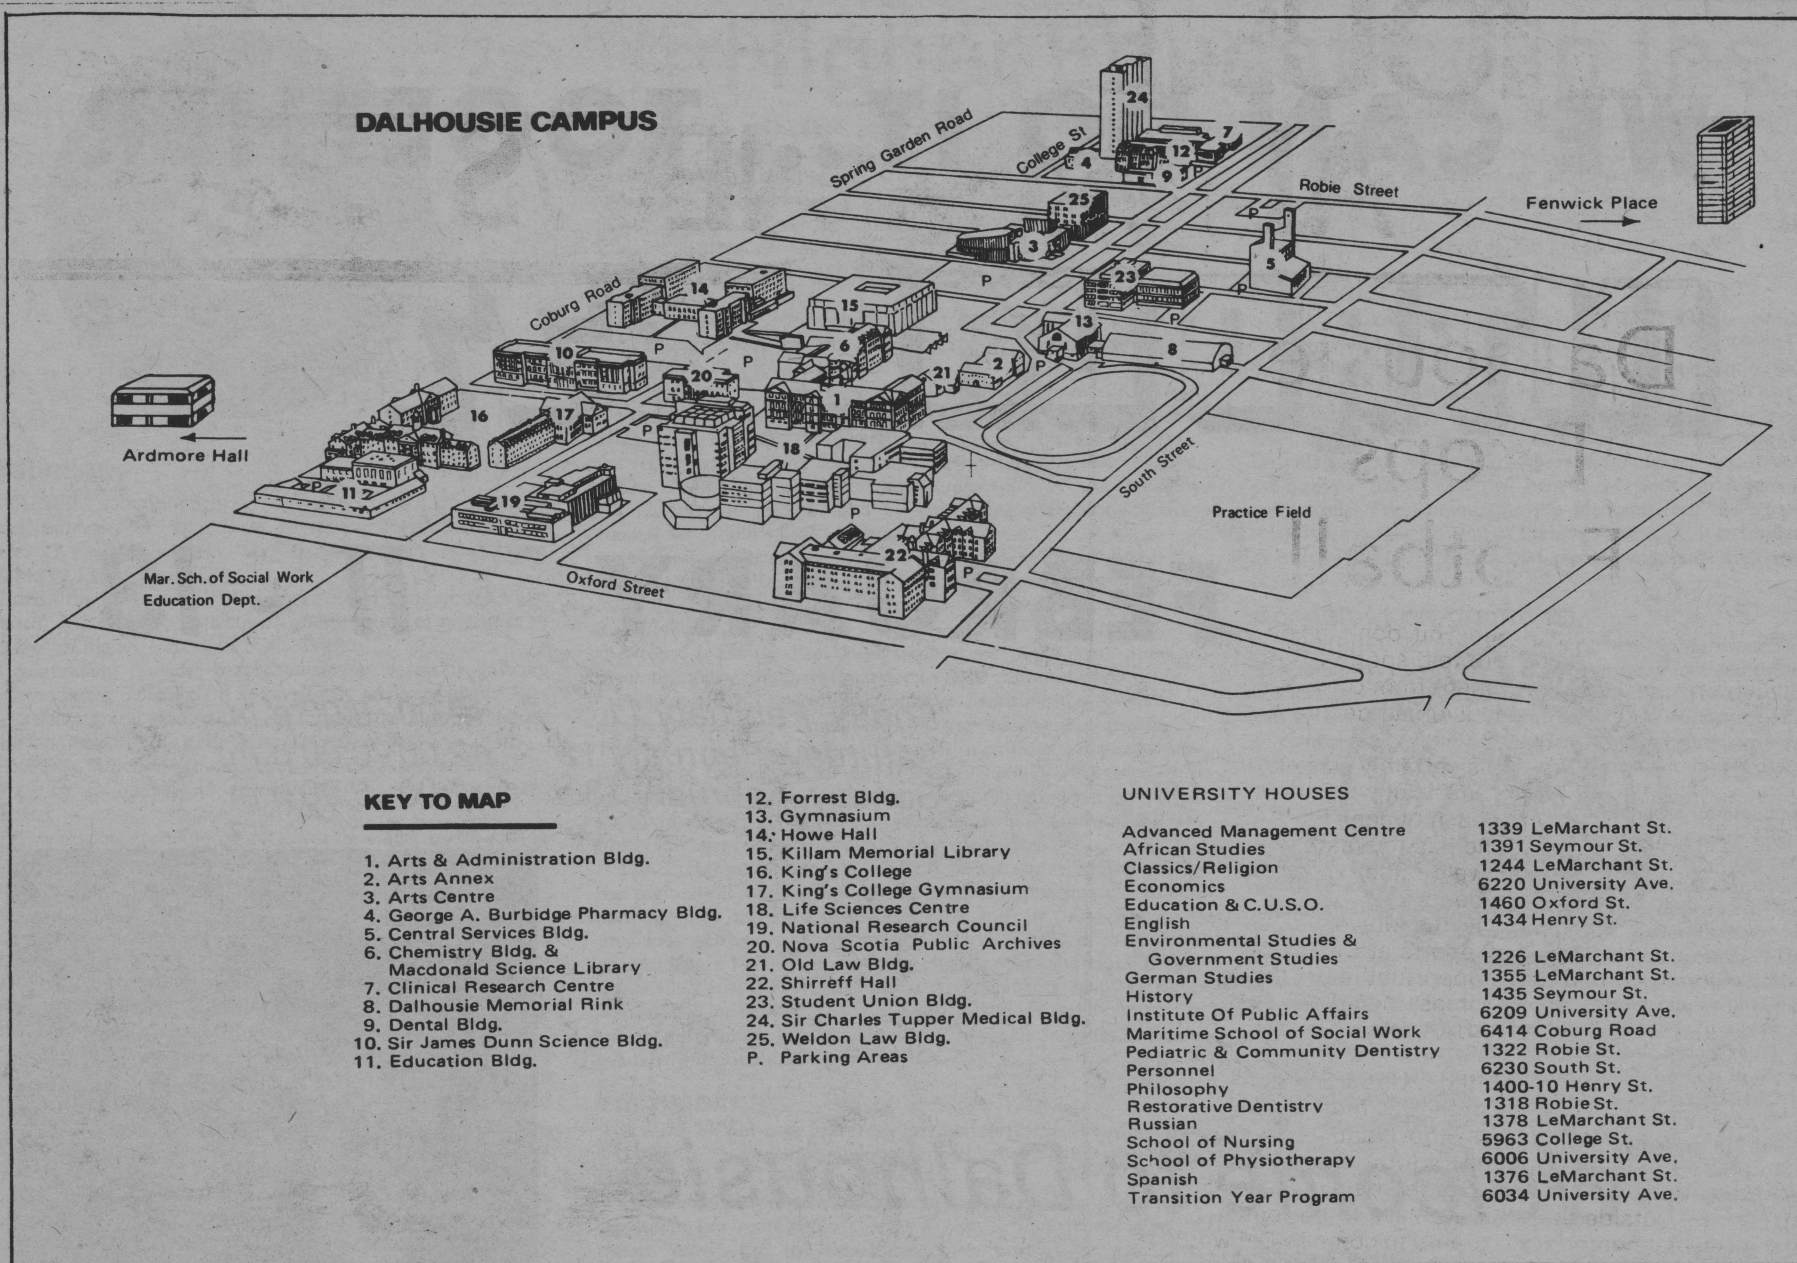 DALHOUSIE CAMPUS
Spring Garden Road
College St
Robie Street
Fenwick Place
Coburg Road
Ardmore Hall
South Street
Practice Field
Oxford Street
Mar. Sch. of Social Work
Education Dept.
24
7
12
4
9
P
25
3
P
5
P
23
P
P
14
15
13
6
8
10
P
P
2
P
20
21
1
16
17
P
18
11
P
19
P
22
P
KEY TO MAP
1. Arts & Administration Bldg.
2. Arts Annex
3. Arts Centre
4. George A. Burbidge Pharmacy Bldg.
5. Central Services Bldg.
6. Chemistry Bldg. &
Macdonald Science Library
7. Clinical Research Centre
8. Dalhousie Memorial Rink
9. Dental Bldg.
10. Sir James Dunn Science Bldg.
11. Education Bldg.
12. Forrest Bldg.
13. Gymnasium
14. Howe Hall
15. Killam Memorial Library
16. King's College
17. King's College Gymnasium
18. Life Sciences Centre
19. National Research Council
20. Nova Scotia Public Archives
21. Old Law Bldg.
22. Shirreff Hall
23. Student Union Bldg.
24. Sir Charles Tupper Medical Bldg.
25. Weldon Law Bldg.
P. Parking Areas
UNIVERSITY HOUSES
Advanced Management Centre 1339 LeMarchant St.
African Studies 1391 Seymour St.
Classics/Religion 1244 LeMarchant St.
Economics 6220 University Ave.
Education & C.U.S.O. 1460 Oxford St.
English 1434 Henry St.
Environmental Studies &
Government Studies 1226 LeMarchant St.
German Studies 1355 LeMarchant St.
History 1435 Seymour St.
Institute Of Public Affairs 6209 University Ave.
Maritime School of Social Work 6414 Coburg Road
Pediatric & Community Dentistry 1322 Robie St.
Personnel 6230 South St.
Philosophy 1400-10 Henry St.
Restorative Dentistry 1318 Robie St.
Russian 1378 LeMarchant St.
School of Nursing 5963 College St.
School of Physiotherapy 6006 University Ave.
Spanish 1376 LeMarchant St.
Transition Year Program 6034 University Ave.